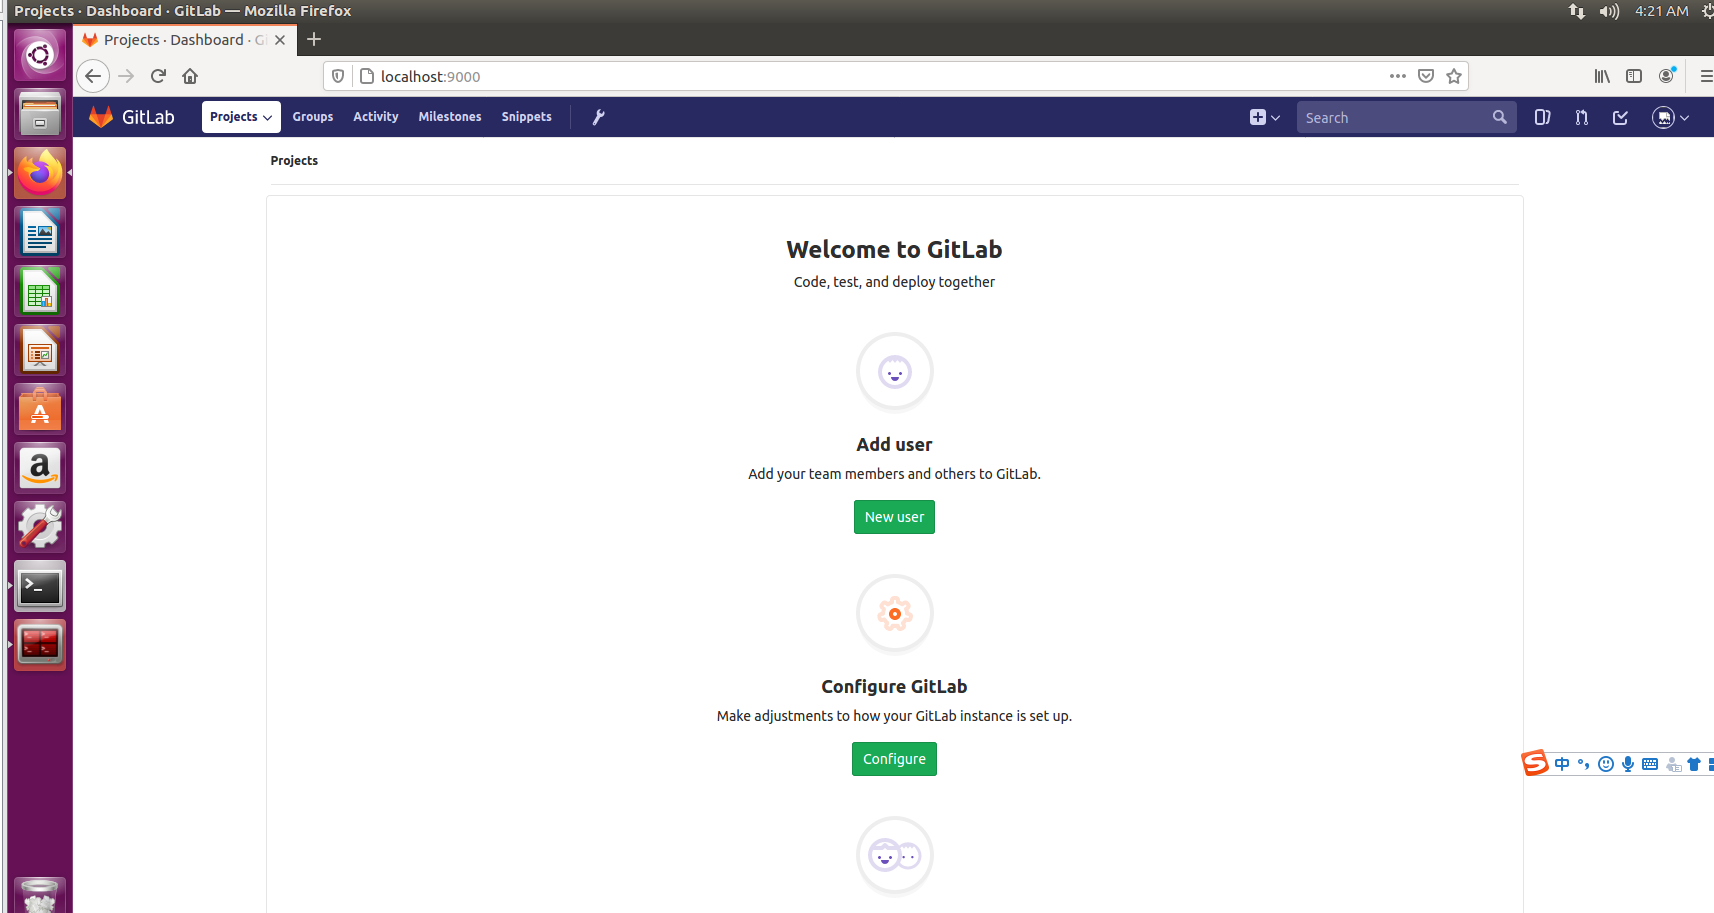 Projects · Dashboard · GitLab — Mozilla Firefox
4:21 AM
Projects · Dashboard · G
localhost:9000
GitLab
Projects
Groups
Activity
Milestones
Snippets
Search
Projects
Welcome to GitLab
Code, test, and deploy together
Add user
Add your team members and others to GitLab.
New user
Configure GitLab
Make adjustments to how your GitLab instance is set up.
Configure
中